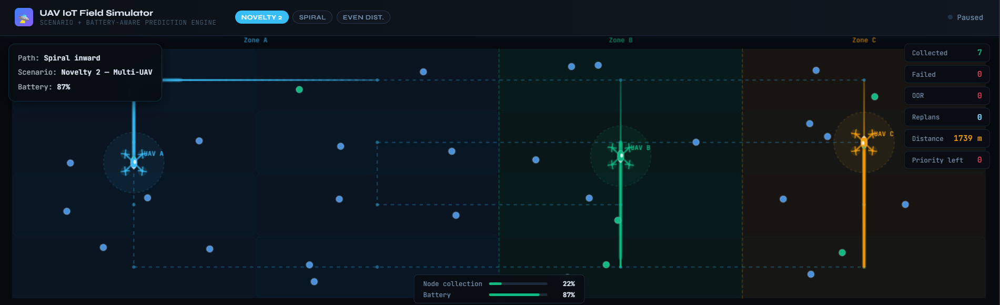 UAV IoT Field Simulator
SCENARIO + BATTERY-AWARE PREDICTION ENGINE
NOVELTY 2
SPIRAL
EVEN DIST.
Paused
Zone A
Zone B
Zone C
Path: Spiral inward
Scenario: Novelty 2 — Multi-UAV
Battery: 87%
Collected 7
Failed 0
OOR 0
Replans 0
Distance 1739 m
Priority left 0
UAV A
UAV B
UAV C
Node collection 22%
Battery 87%